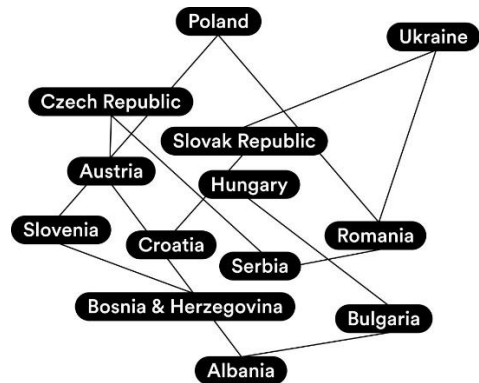 Poland
Ukraine
Czech Republic
Slovak Republic
Austria
Hungary
Slovenia
Croatia
Romania
Serbia
Bosnia & Herzegovina
Bulgaria
Albania